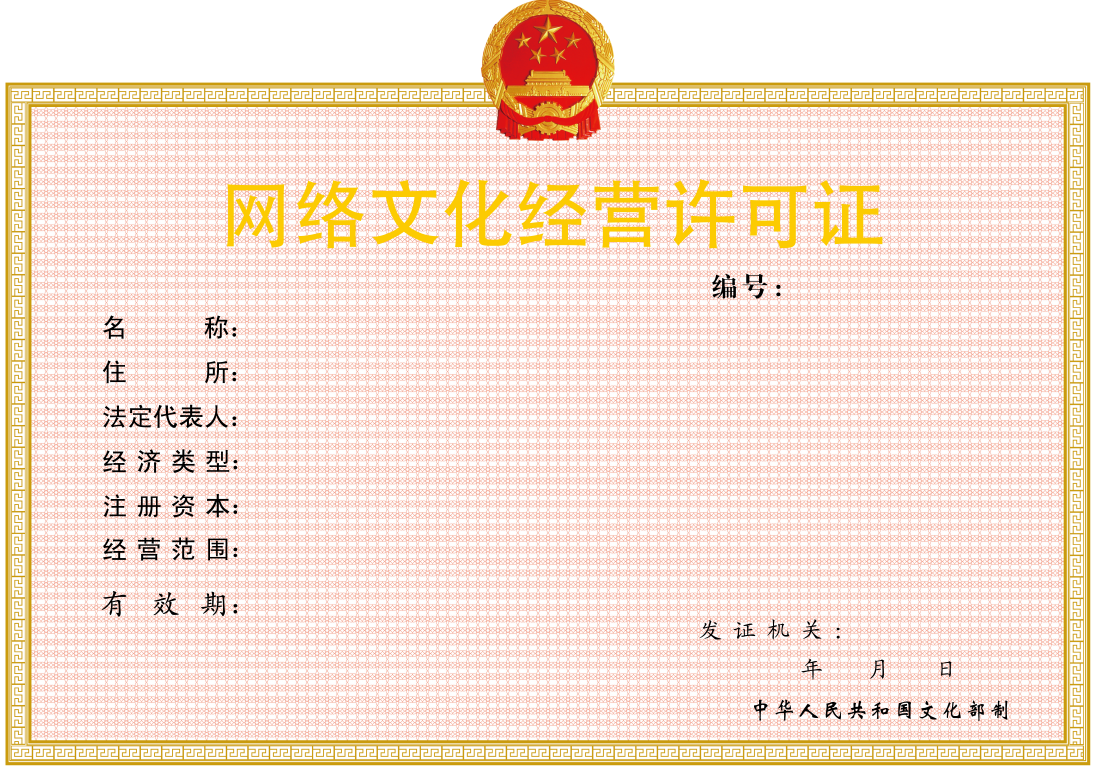 网络文化经营许可证
编号：
名 称：
住 所：
法定代表人：
经济类型：
注册资本：
经营范围：
有效期：
发证机关：
年 月 日
中华人民共和国文化部制